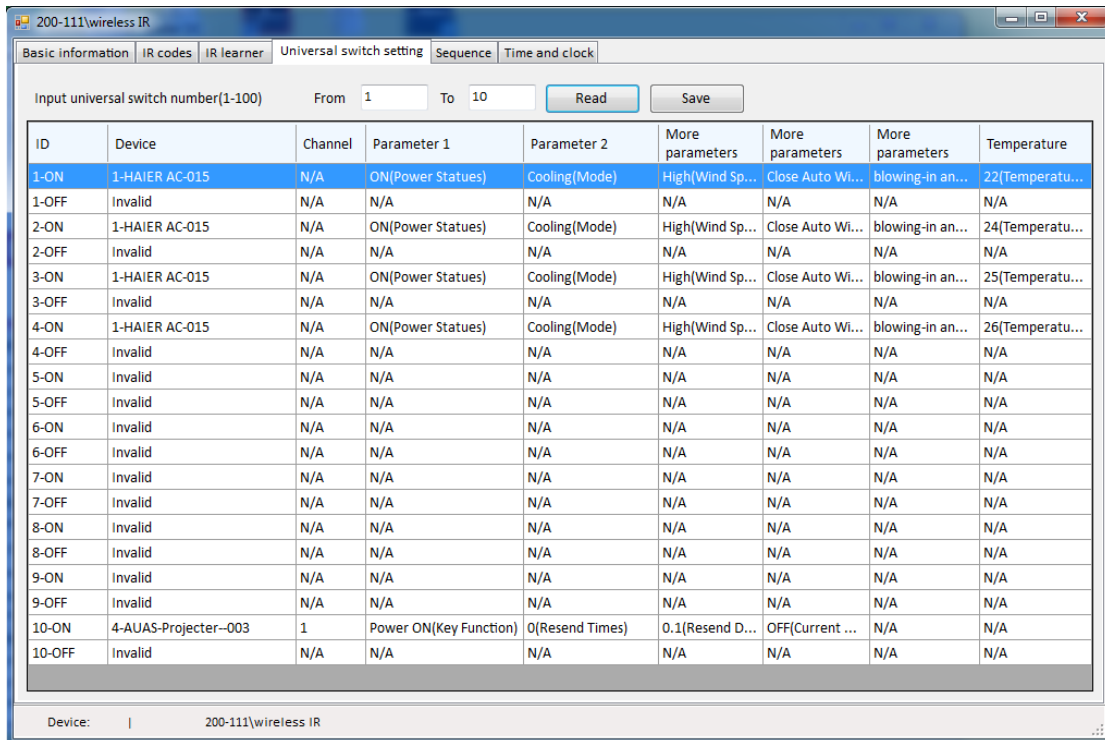 200-111\wireless IR
Basic information IR codes IR learner Universal switch setting Sequence Time and clock
Input universal switch number(1-100) From 1 To 10 Read Save
ID Device Channel Parameter 1 Parameter 2 More parameters More parameters More parameters Temperature
1-ON 1-HAIER AC-015 N/A ON(Power Statues) Cooling(Mode) High(Wind Sp... Close Auto Wi... blowing-in an... 22(Temperatu...
1-OFF Invalid N/A N/A N/A N/A N/A N/A N/A
2-ON 1-HAIER AC-015 N/A ON(Power Statues) Cooling(Mode) High(Wind Sp... Close Auto Wi... blowing-in an... 24(Temperatu...
2-OFF Invalid N/A N/A N/A N/A N/A N/A N/A
3-ON 1-HAIER AC-015 N/A ON(Power Statues) Cooling(Mode) High(Wind Sp... Close Auto Wi... blowing-in an... 25(Temperatu...
3-OFF Invalid N/A N/A N/A N/A N/A N/A N/A
4-ON 1-HAIER AC-015 N/A ON(Power Statues) Cooling(Mode) High(Wind Sp... Close Auto Wi... blowing-in an... 26(Temperatu...
4-OFF Invalid N/A N/A N/A N/A N/A N/A N/A
5-ON Invalid N/A N/A N/A N/A N/A N/A N/A
5-OFF Invalid N/A N/A N/A N/A N/A N/A N/A
6-ON Invalid N/A N/A N/A N/A N/A N/A N/A
6-OFF Invalid N/A N/A N/A N/A N/A N/A N/A
7-ON Invalid N/A N/A N/A N/A N/A N/A N/A
7-OFF Invalid N/A N/A N/A N/A N/A N/A N/A
8-ON Invalid N/A N/A N/A N/A N/A N/A N/A
8-OFF Invalid N/A N/A N/A N/A N/A N/A N/A
9-ON Invalid N/A N/A N/A N/A N/A N/A N/A
9-OFF Invalid N/A N/A N/A N/A N/A N/A N/A
10-ON 4-AUAS-Projecter--003 1 Power ON(Key Function) 0(Resend Times) 0.1(Resend D... OFF(Current ... N/A N/A
10-OFF Invalid N/A N/A N/A N/A N/A N/A N/A
Device: | 200-111\wireless IR